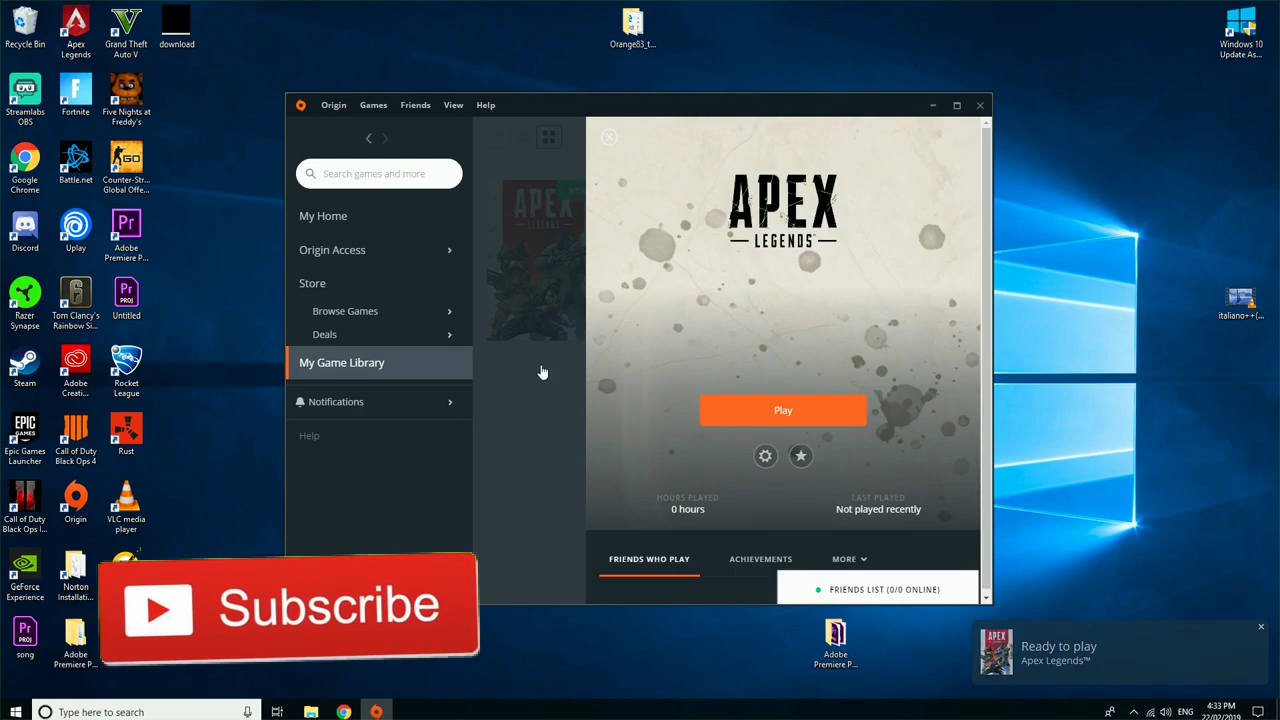 Recycle Bin
Apex
Legends
Grand Theft
Auto V
download
Orange83_t...
Windows 10
Update As...
Streamlabs
OBS
Fortnite
Five Nights at
Freddy's
Google
Chrome
Battle.net
Counter-Str...
Global Offe...
Discord
Uplay
Adobe
Premiere P...
Razer
Synapse
Tom Clancy's
Rainbow Si...
Untitled
Steam
Adobe
Creati...
Rocket
League
Epic Games
Launcher
Call of Duty
Black Ops 4
Rust
Call of Duty
Black Ops I...
Origin
VLC media
player
GeForce
Experience
Norton
Installati...
song
Adobe
Premiere P...
italiano++(...
Adobe
Premiere P...
Origin
Games
Friends
View
Help
Search games and more
My Home
Origin Access
Store
Browse Games
Deals
My Game Library
Notifications
Help
APEX
LEGENDS
APEX
LEGENDS™
Play
HOURS PLAYED
0 hours
LAST PLAYED
Not played recently
FRIENDS WHO PLAY
ACHIEVEMENTS
MORE
FRIENDS LIST (0/0 ONLINE)
Subscribe
APEX
Ready to play
Apex Legends™
Type here to search
ENG
4:33 PM
22/02/2019